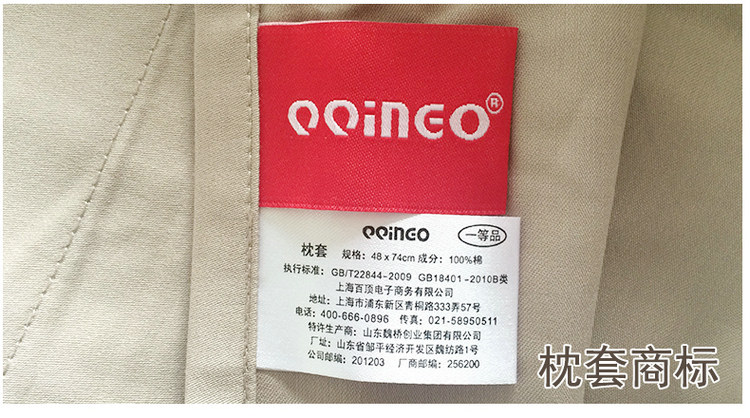 QQinGO®
QQinGO 一等品
枕套 规格：48 x 74cm 成分：100%棉
执行标准：GB/T22844-2009 GB18401-2010B类
上海百顶电子商务有限公司
地址：上海市浦东新区青桐路333弄57号
电话：400-666-0896 传真：021-58950511
特许生产商：山东魏桥创业集团有限公司
厂址：山东省邹平经济开发区魏纺路1号
公司邮编：201203 厂商邮编：256200
枕套商标